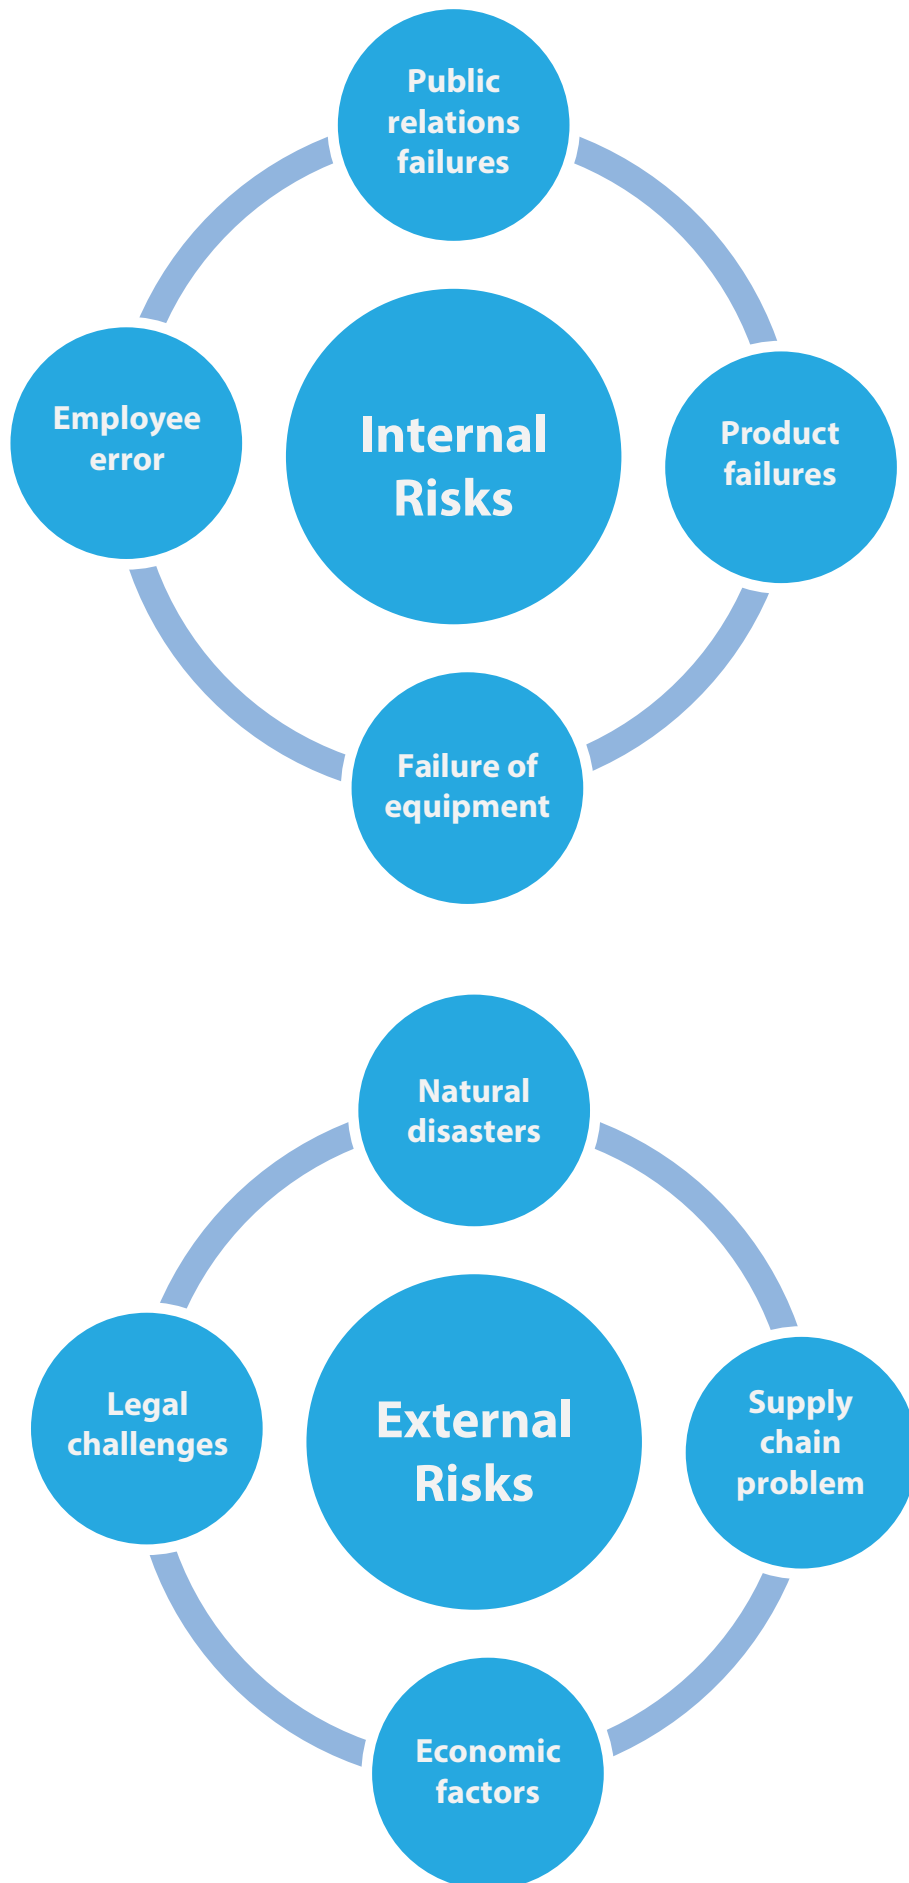 Public
relations
failures
Employee
error
Internal
Risks
Product
failures
Failure of
equipment
Natural
disasters
Legal
challenges
External
Risks
Supply
chain
problem
Economic
factors